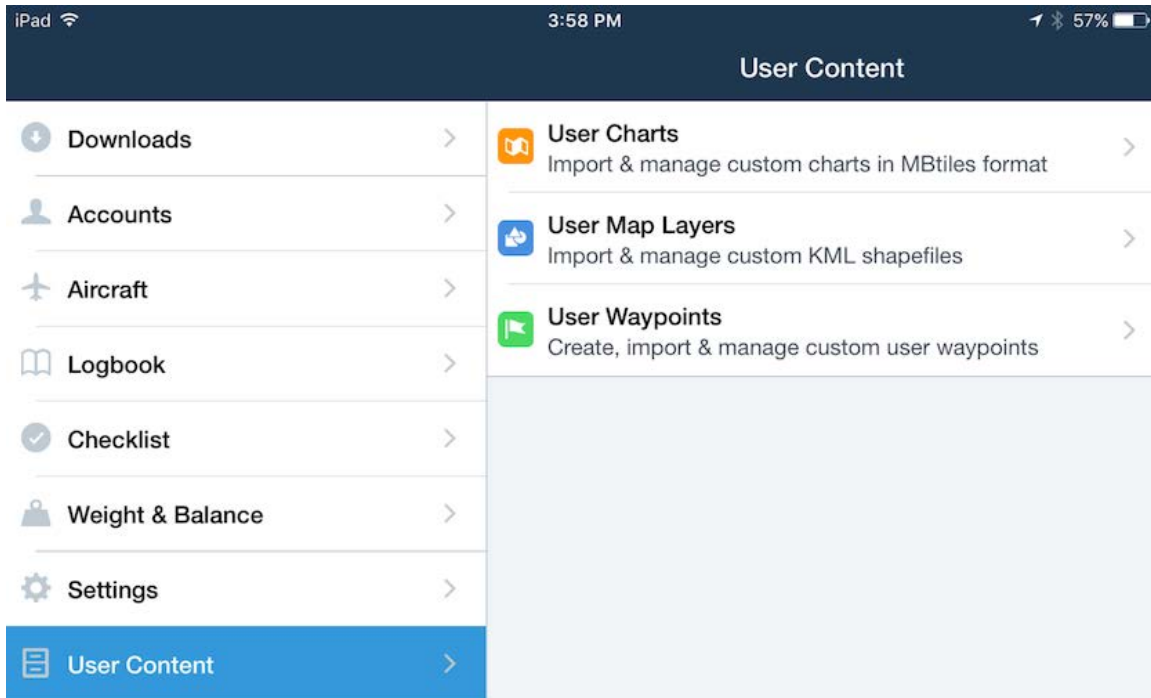 iPad 3:58 PM 57%
User Content
Downloads
Accounts
Aircraft
Logbook
Checklist
Weight & Balance
Settings
User Content
User Charts
Import & manage custom charts in MBtiles format
User Map Layers
Import & manage custom KML shapefiles
User Waypoints
Create, import & manage custom user waypoints